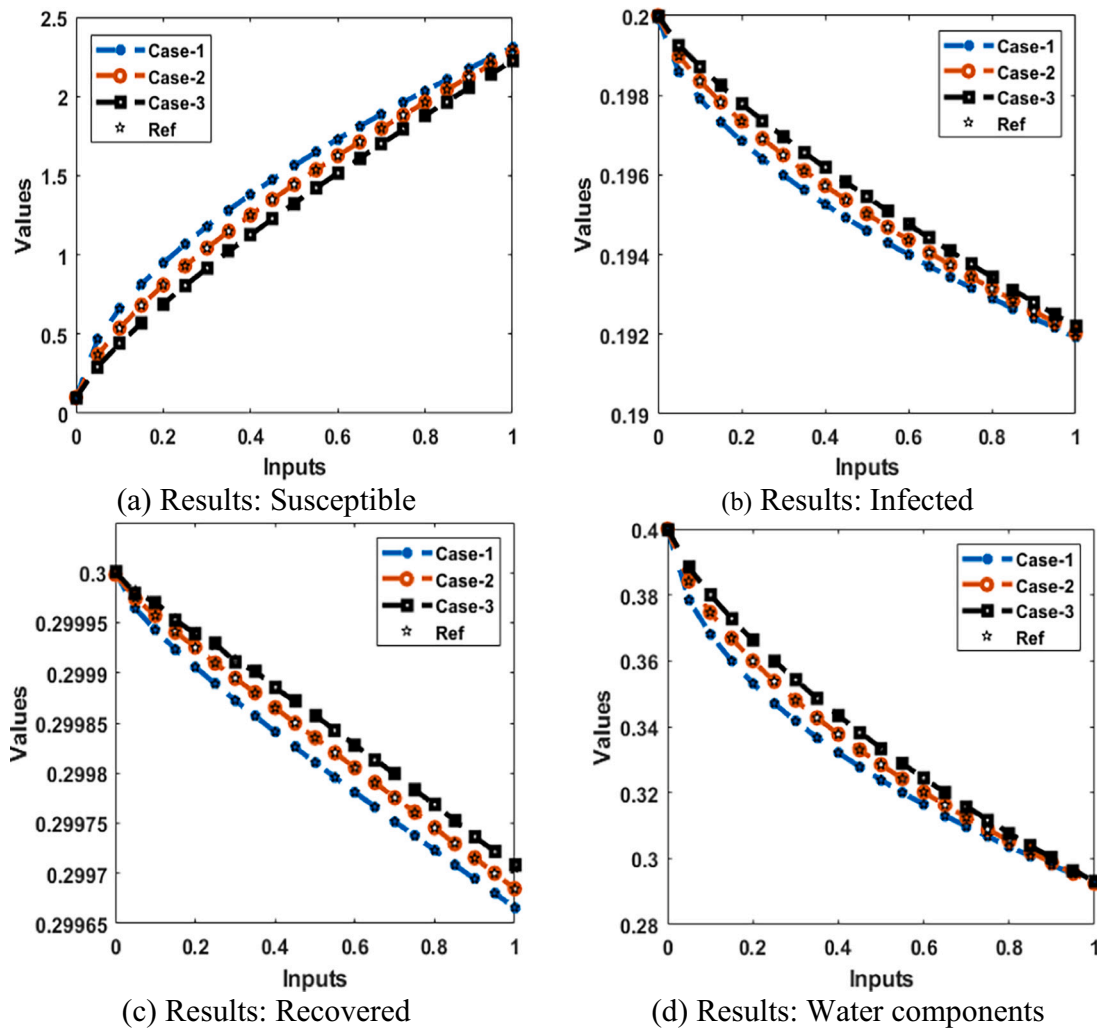 2.5
2
1.5
1
0.5
0
Values
Case-1
Case-2
Case-3
Ref
0 0.2 0.4 0.6 0.8 1
Inputs
(a) Results: Susceptible
0.2
0.198
0.196
0.194
0.192
0.19
Values
Case-1
Case-2
Case-3
Ref
0 0.2 0.4 0.6 0.8 1
Inputs
(b) Results: Infected
0.3
0.29995
0.2999
0.29985
0.2998
0.29975
0.2997
0.29965
Values
Case-1
Case-2
Case-3
Ref
0 0.2 0.4 0.6 0.8 1
Inputs
(c) Results: Recovered
0.4
0.38
0.36
0.34
0.32
0.3
0.28
Values
Case-1
Case-2
Case-3
Ref
0 0.2 0.4 0.6 0.8 1
Inputs
(d) Results: Water components